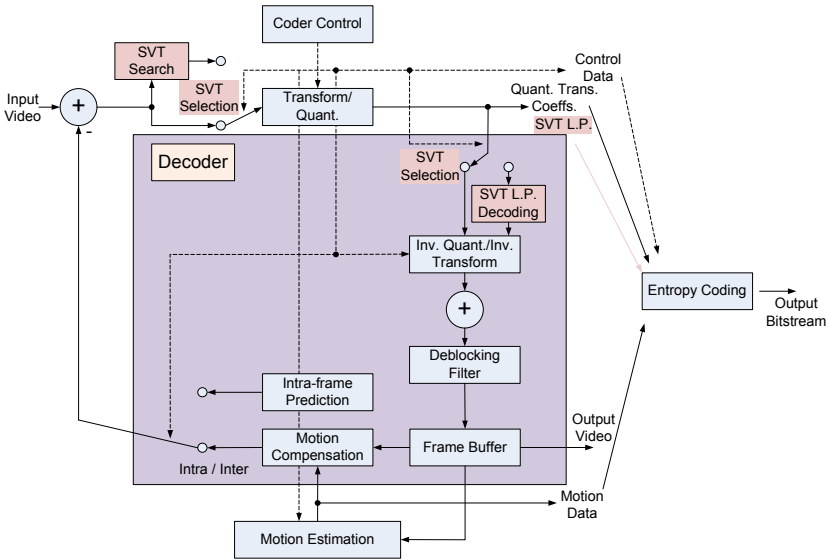 Coder Control
SVT
Search
SVT
Selection
Control
Data
Input
Video
+
-
Transform/
Quant.
Quant. Trans.
Coeffs.
SVT L.P.
Decoder
SVT
Selection
SVT L.P.
Decoding
Inv. Quant./Inv.
Transform
Entropy Coding
Output
Bitstream
+
Deblocking
Filter
Intra-frame
Prediction
Output
Video
Motion
Compensation
Frame Buffer
Intra / Inter
Motion
Data
Motion Estimation